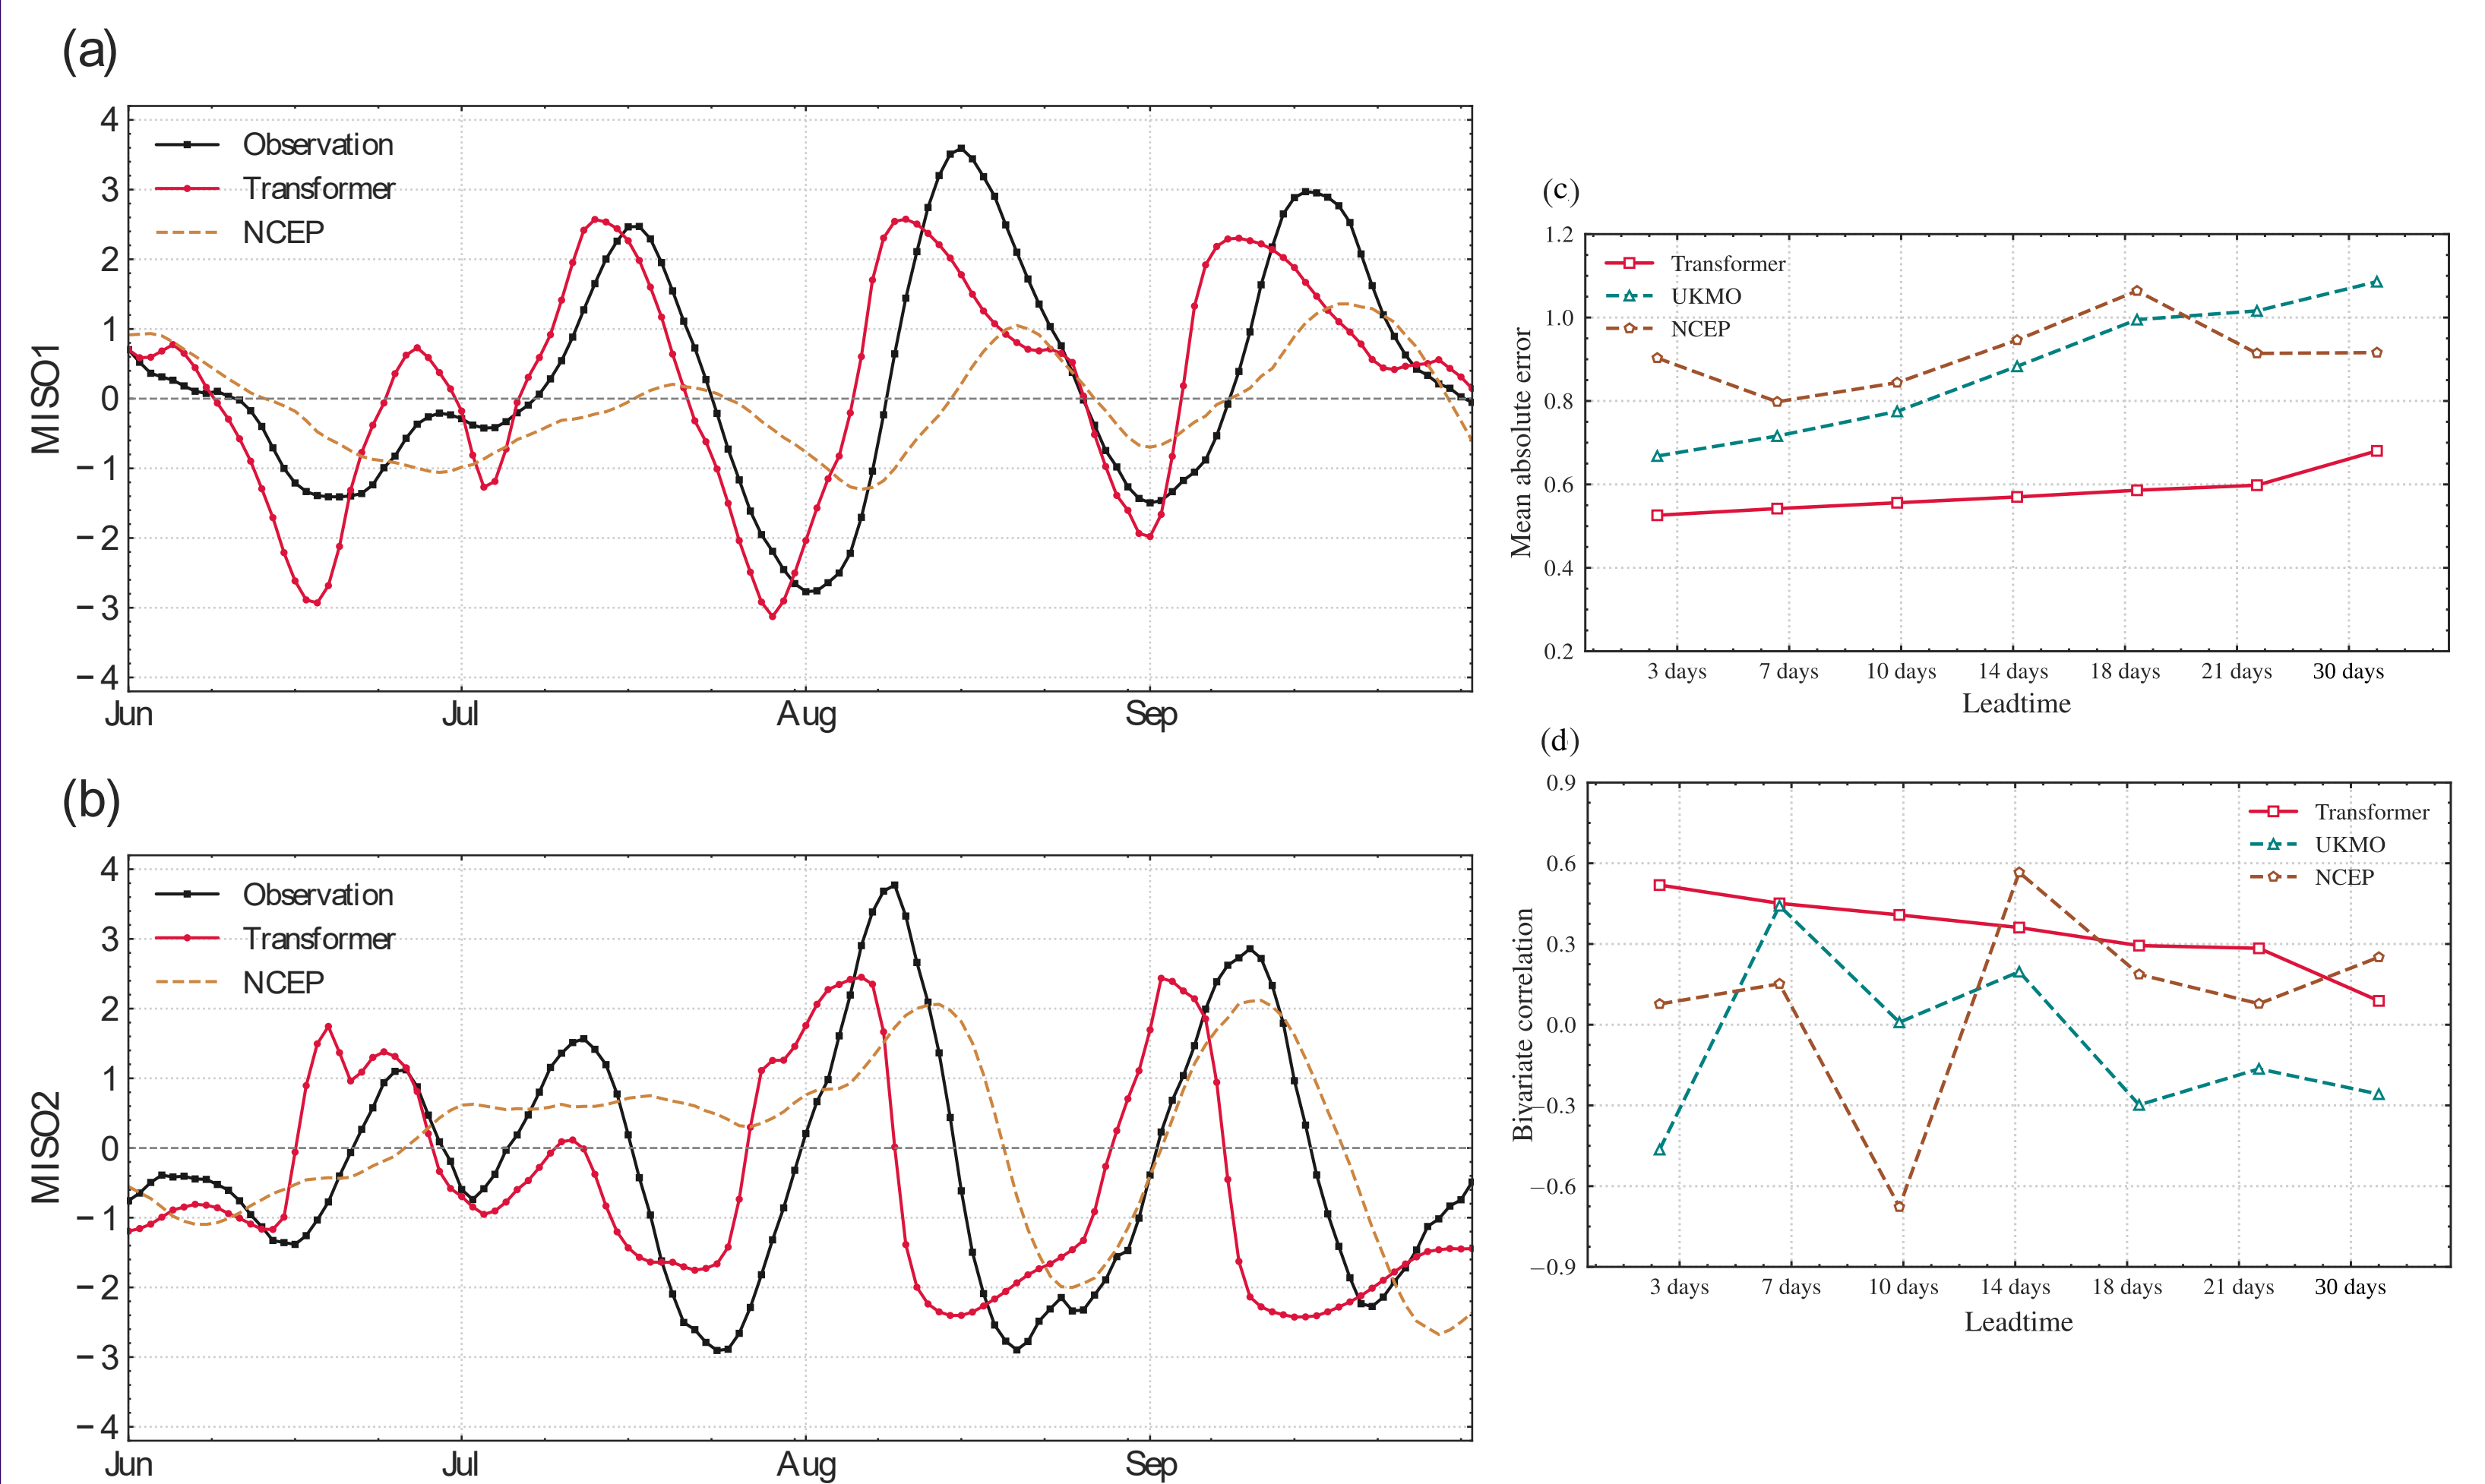 (a)
4
3
2
1
0
−1
−2
−3
−4
MISO1
Observation
Transformer
NCEP
Jun Jul Aug Sep
(b)
4
3
2
1
0
−1
−2
−3
−4
MISO2
Observation
Transformer
NCEP
Jun Jul Aug Sep
(c)
1.2
1.0
0.8
0.6
0.4
0.2
Mean absolute error
Transformer
UKMO
NCEP
3 days 7 days 10 days 14 days 18 days 21 days 30 days
Leadtime
(d)
0.9
0.6
0.3
0.0
−0.3
−0.6
−0.9
Bivariate correlation
Transformer
UKMO
NCEP
3 days 7 days 10 days 14 days 18 days 21 days 30 days
Leadtime